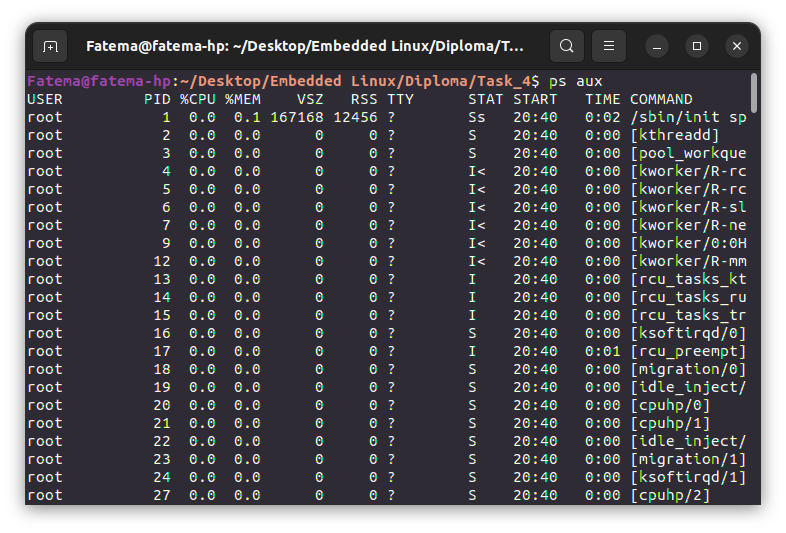 Fatema@fatema-hp: ~/Desktop/Embedded Linux/Diploma/T...
Fatema@fatema-hp:~/Desktop/Embedded Linux/Diploma/Task_4$ ps aux
USER         PID %CPU %MEM    VSZ   RSS TTY      STAT START   TIME COMMAND
root           1  0.0  0.1 167168 12456 ?        Ss   20:40   0:02 /sbin/init sp
root           2  0.0  0.0      0     0 ?        S    20:40   0:00 [kthreadd]
root           3  0.0  0.0      0     0 ?        S    20:40   0:00 [pool_workque
root           4  0.0  0.0      0     0 ?        I<   20:40   0:00 [kworker/R-rc
root           5  0.0  0.0      0     0 ?        I<   20:40   0:00 [kworker/R-rc
root           6  0.0  0.0      0     0 ?        I<   20:40   0:00 [kworker/R-sl
root           7  0.0  0.0      0     0 ?        I<   20:40   0:00 [kworker/R-ne
root           9  0.0  0.0      0     0 ?        I<   20:40   0:00 [kworker/0:0H
root          12  0.0  0.0      0     0 ?        I<   20:40   0:00 [kworker/R-mm
root          13  0.0  0.0      0     0 ?        I    20:40   0:00 [rcu_tasks_kt
root          14  0.0  0.0      0     0 ?        I    20:40   0:00 [rcu_tasks_ru
root          15  0.0  0.0      0     0 ?        I    20:40   0:00 [rcu_tasks_tr
root          16  0.0  0.0      0     0 ?        S    20:40   0:00 [ksoftirqd/0]
root          17  0.0  0.0      0     0 ?        I    20:40   0:01 [rcu_preempt]
root          18  0.0  0.0      0     0 ?        S    20:40   0:00 [migration/0]
root          19  0.0  0.0      0     0 ?        S    20:40   0:00 [idle_inject/
root          20  0.0  0.0      0     0 ?        S    20:40   0:00 [cpuhp/0]
root          21  0.0  0.0      0     0 ?        S    20:40   0:00 [cpuhp/1]
root          22  0.0  0.0      0     0 ?        S    20:40   0:00 [idle_inject/
root          23  0.0  0.0      0     0 ?        S    20:40   0:00 [migration/1]
root          24  0.0  0.0      0     0 ?        S    20:40   0:00 [ksoftirqd/1]
root          27  0.0  0.0      0     0 ?        S    20:40   0:00 [cpuhp/2]